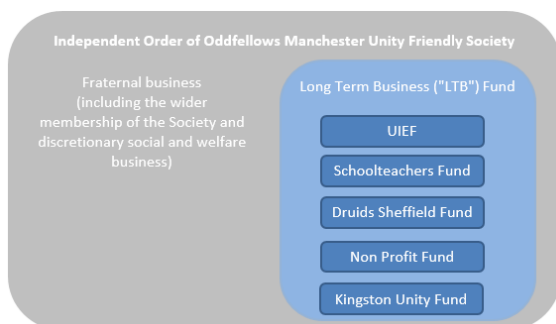 Independent Order of Oddfellows Manchester Unity Friendly Society
Fraternal business
(including the wider
membership of the Society and
discretionary social and welfare
business)
Long Term Business ("LTB") Fund
UIEF
Schoolteachers Fund
Druids Sheffield Fund
Non Profit Fund
Kingston Unity Fund